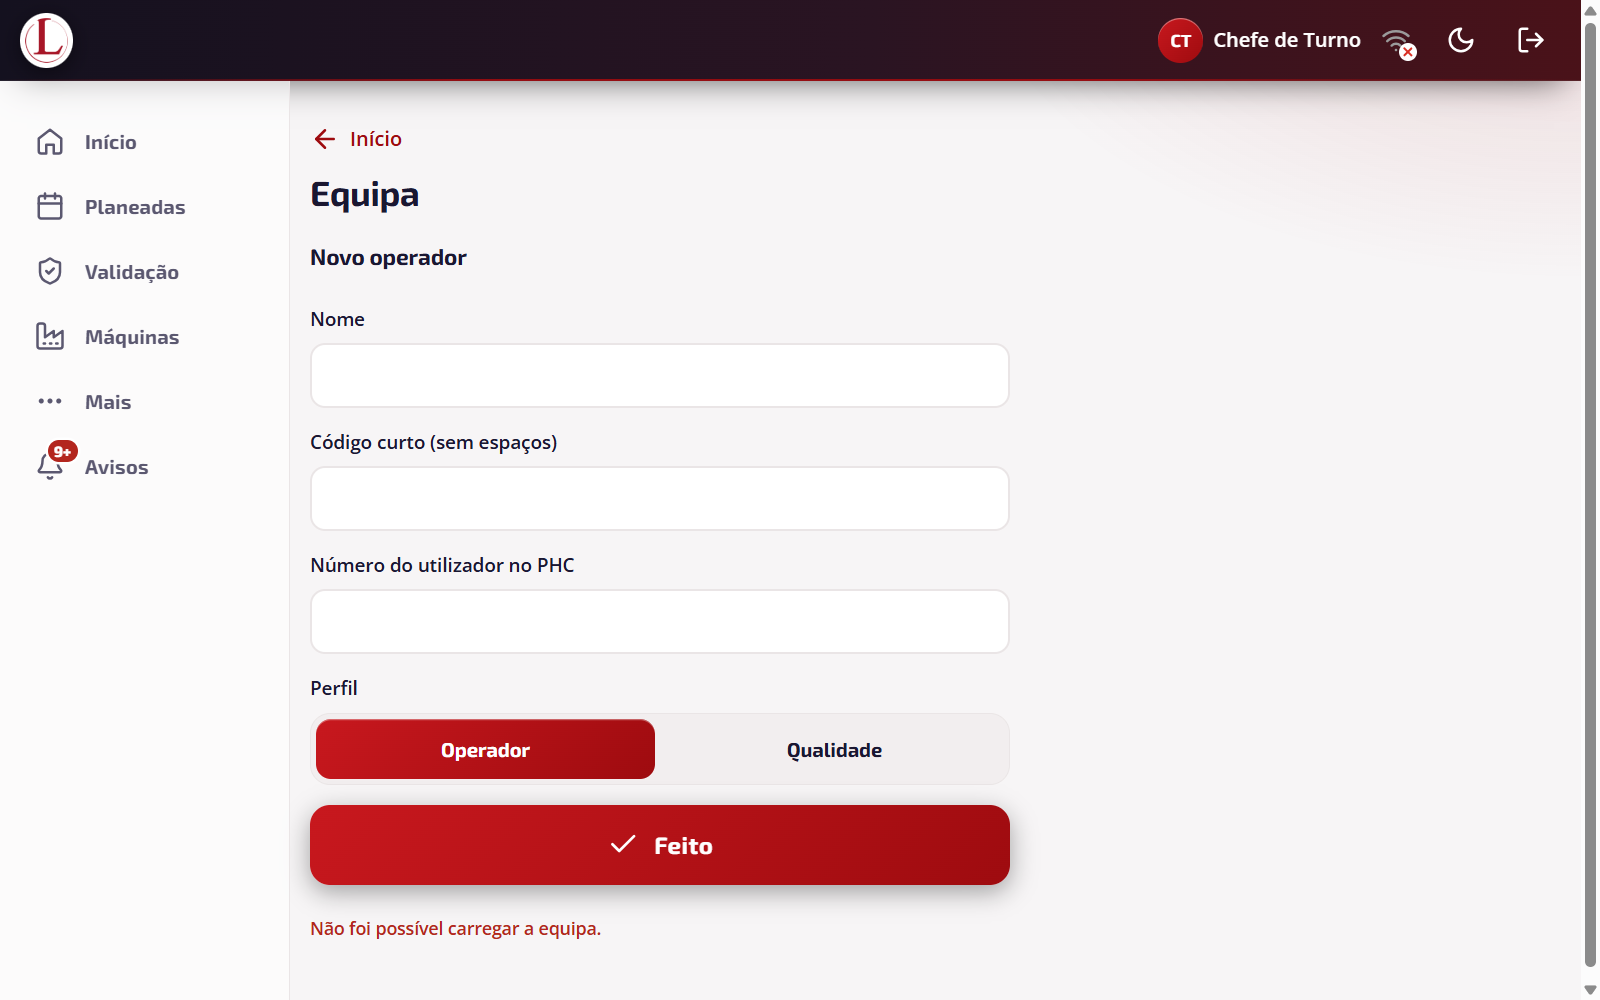 L
CT
Chefe de Turno
Início
Planeadas
Validação
Máquinas
Mais
9+
Avisos
Início
Equipa
Novo operador
Nome
Código curto (sem espaços)
Número do utilizador no PHC
Perfil
Operador
Qualidade
Feito
Não foi possível carregar a equipa.